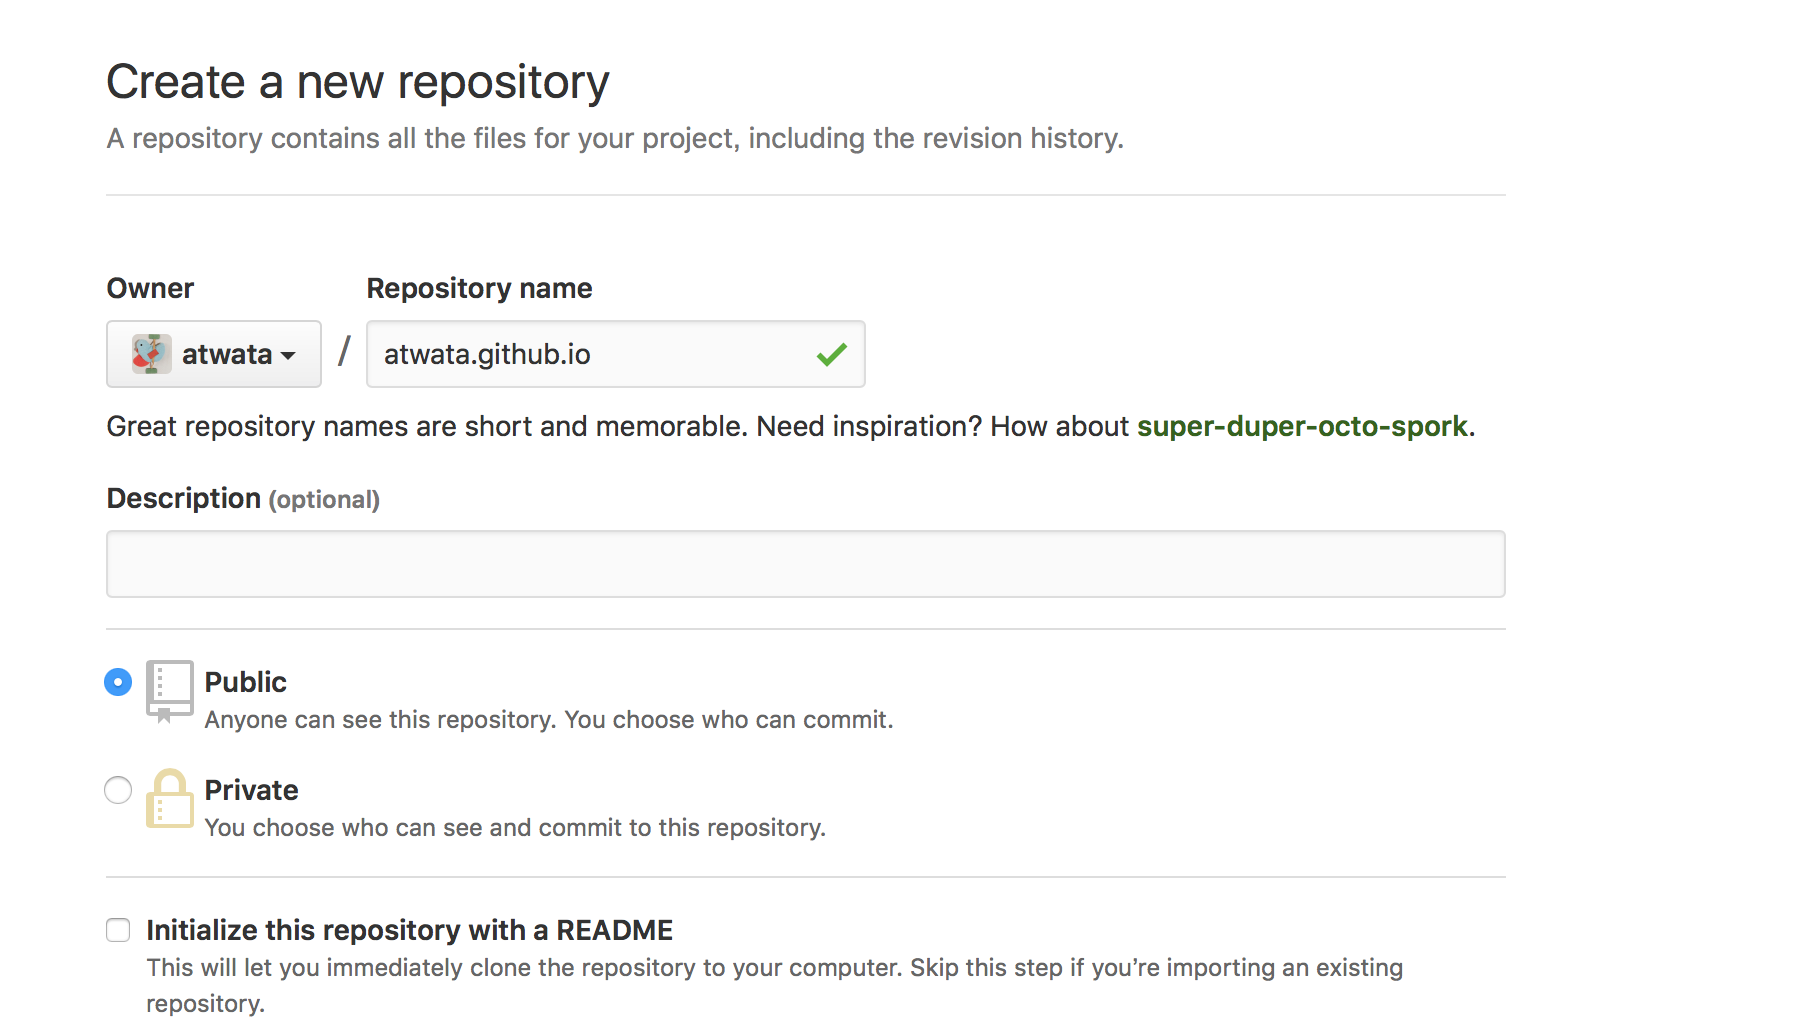 Create a new repository
A repository contains all the files for your project, including the revision history.
Owner
Repository name
atwata
/
atwata.github.io
Great repository names are short and memorable. Need inspiration? How about super-duper-octo-spork.
Description (optional)
Public
Anyone can see this repository. You choose who can commit.
Private
You choose who can see and commit to this repository.
Initialize this repository with a README
This will let you immediately clone the repository to your computer. Skip this step if you’re importing an existing
repository.